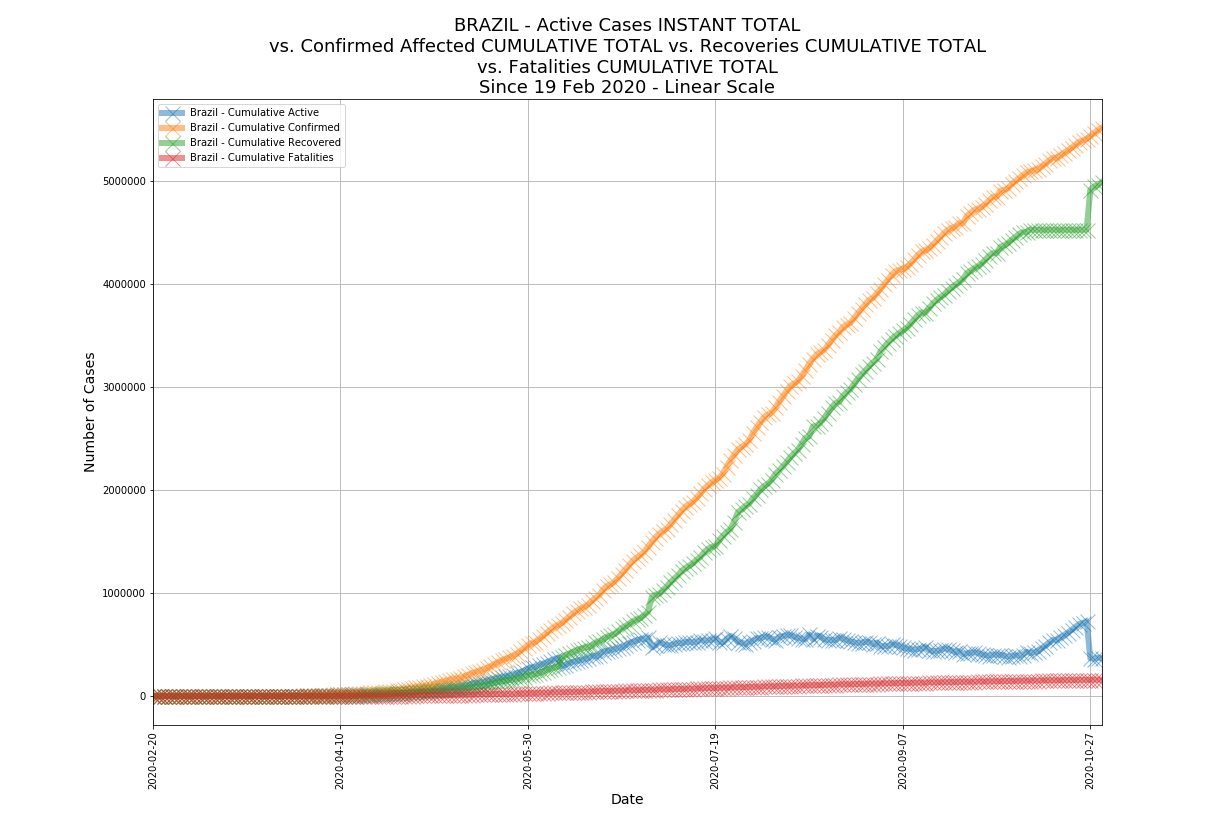 BRAZIL - Active Cases INSTANT TOTAL
vs. Confirmed Affected CUMULATIVE TOTAL vs. Recoveries CUMULATIVE TOTAL
vs. Fatalities CUMULATIVE TOTAL
Since 19 Feb 2020 - Linear Scale
Brazil - Cumulative Active
Brazil - Cumulative Confirmed
Brazil - Cumulative Recovered
Brazil - Cumulative Fatalities
Number of Cases
5000000
4000000
3000000
2000000
1000000
0
2020-02-20
2020-04-10
2020-05-30
2020-07-19
2020-09-07
2020-10-27
Date